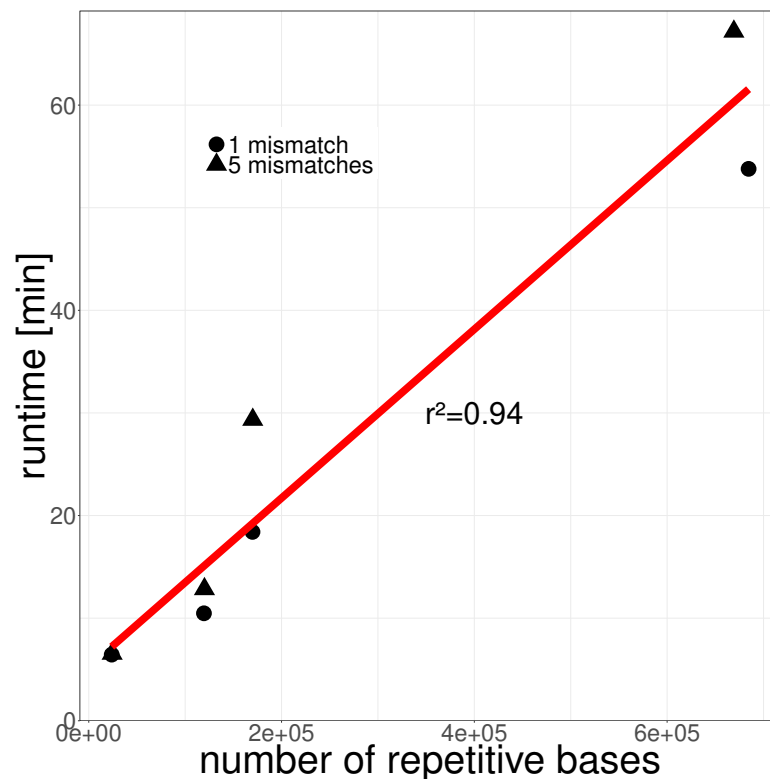 60
1 mismatch
5 mismatches
40
runtime [min]
r²=0.94
20
0
0e+00 2e+05 4e+05 6e+05
number of repetitive bases